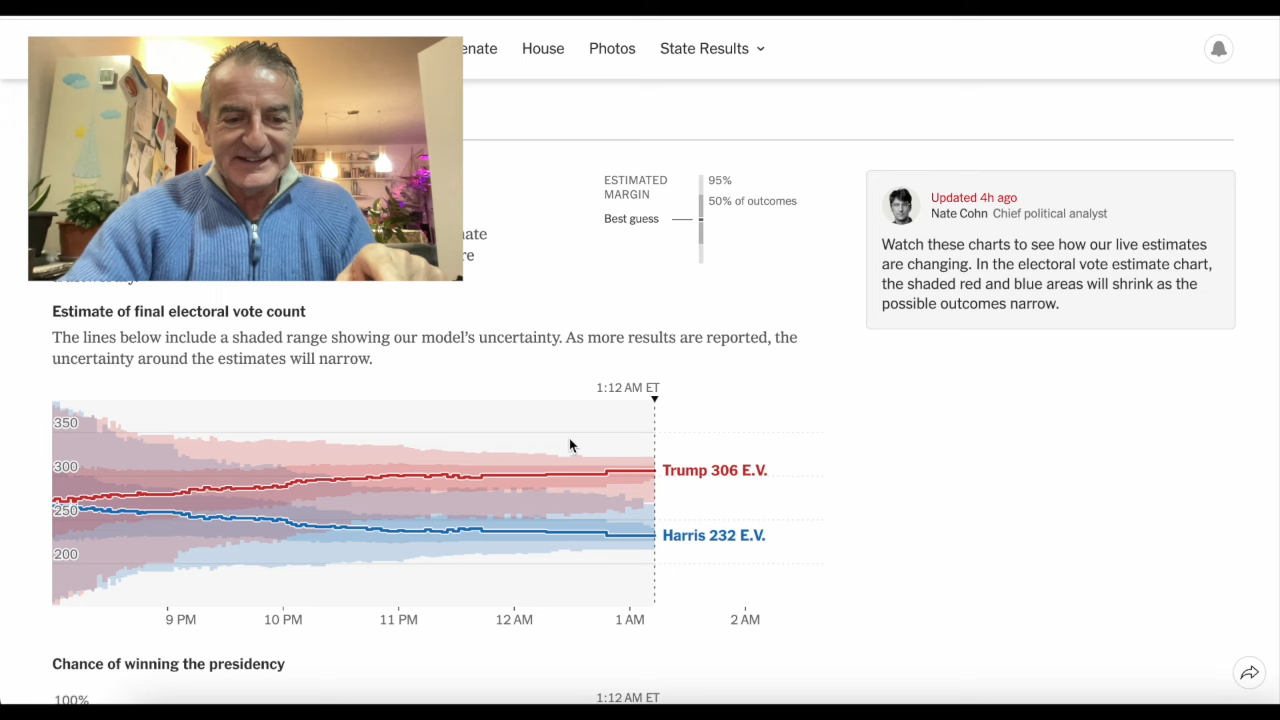 enate House Photos State Results
ESTIMATED
MARGIN
Best guess
95%
50% of outcomes
Updated 4h ago
Nate Cohn Chief political analyst
Watch these charts to see how our live estimates
are changing. In the electoral vote estimate chart,
the shaded red and blue areas will shrink as the
possible outcomes narrow.
nate
re
Estimate of final electoral vote count
The lines below include a shaded range showing our model’s uncertainty. As more results are reported, the
uncertainty around the estimates will narrow.
1:12 AM ET
350
300
250
200
Trump 306 E.V.
Harris 232 E.V.
9 PM 10 PM 11 PM 12 AM 1 AM 2 AM
Chance of winning the presidency
100%
1:12 AM ET